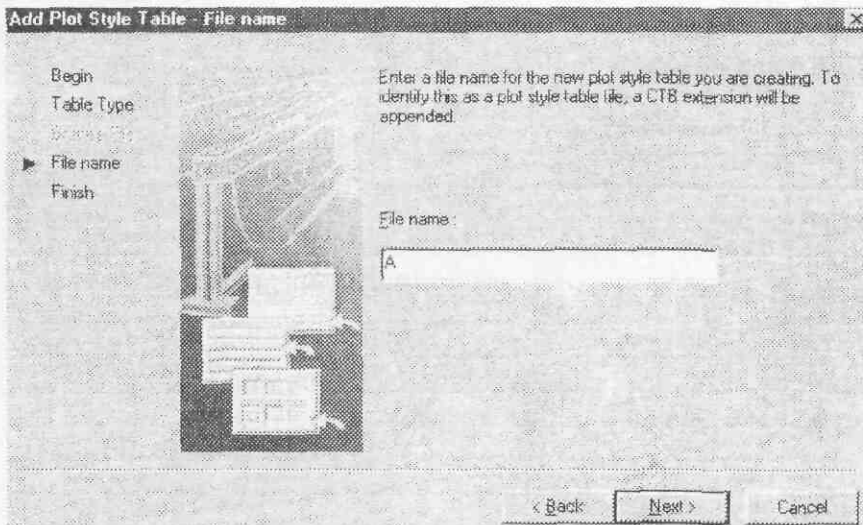 Add Plot Style Table - File name
Begin
Table Type
File name
Finish
Enter a file name for the new plot style table you are creating. To
identify this as a plot style table file, a CTB extension will be
appended.
File name :
A
< Back
Next >
Cancel